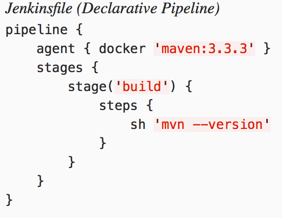 Jenkinsfile (Declarative Pipeline)
pipeline {
    agent { docker 'maven:3.3.3' }
    stages {
        stage('build') {
            steps {
                sh 'mvn --version'
            }
        }
    }
}